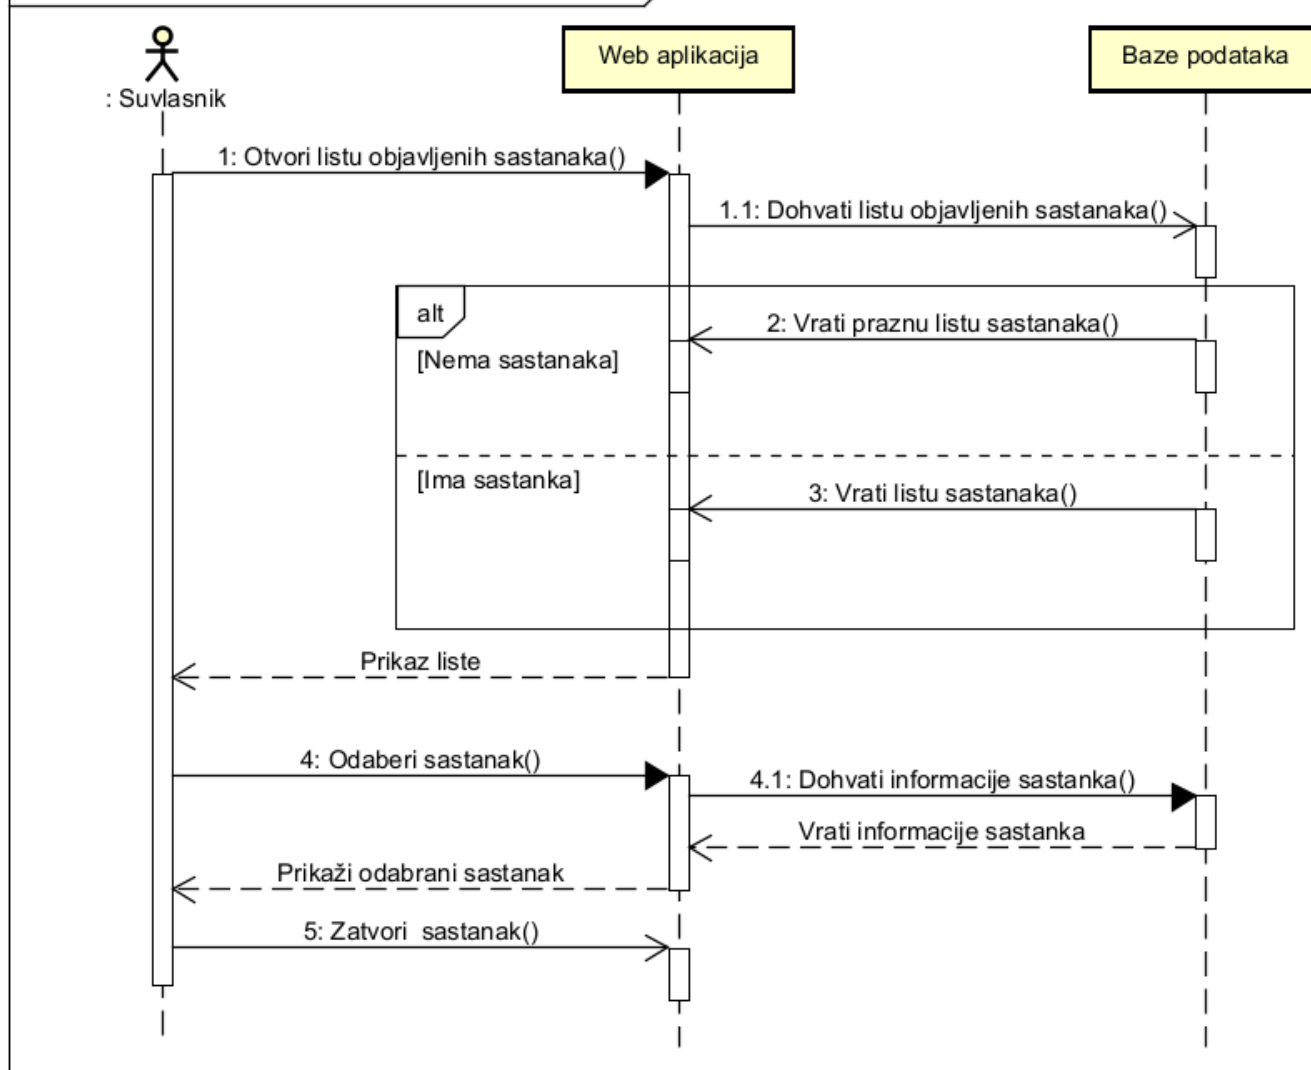 : Suvlasnik
Web aplikacija
Baze podataka
1: Otvori listu objavljenih sastanaka()
1.1: Dohvati listu objavljenih sastanaka()
alt
2: Vrati praznu listu sastanaka()
[Nema sastanaka]
[Ima sastanka]
3: Vrati listu sastanaka()
Prikaz liste
4: Odaberi sastanak()
4.1: Dohvati informacije sastanka()
Vrati informacije sastanka
Prikaži odabrani sastanak
5: Zatvori  sastanak()